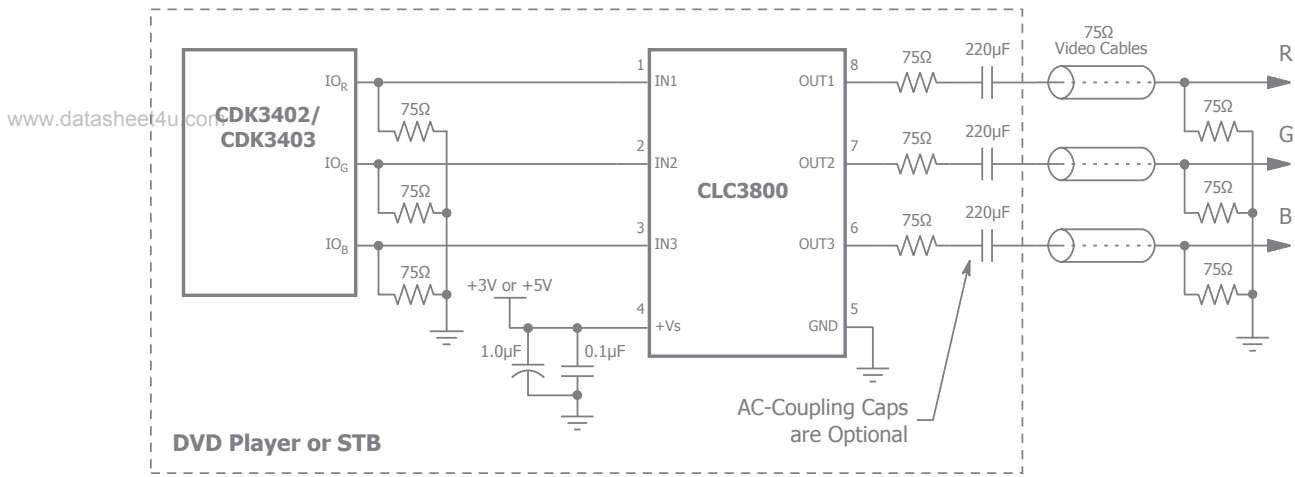 75Ω
Video Cables
75Ω
220µF
R
1
8
IO_R
IN1
OUT1
www.datasheet4u.com
CDK3402/
CDK3403
75Ω
75Ω
75Ω
220µF
G
2
7
IO_G
IN2
OUT2
CLC3800
75Ω
75Ω
75Ω
220µF
B
3
6
IO_B
IN3
OUT3
75Ω
75Ω
+3V or +5V
4
5
+Vs
GND
1.0µF
0.1µF
AC-Coupling Caps
are Optional
DVD Player or STB